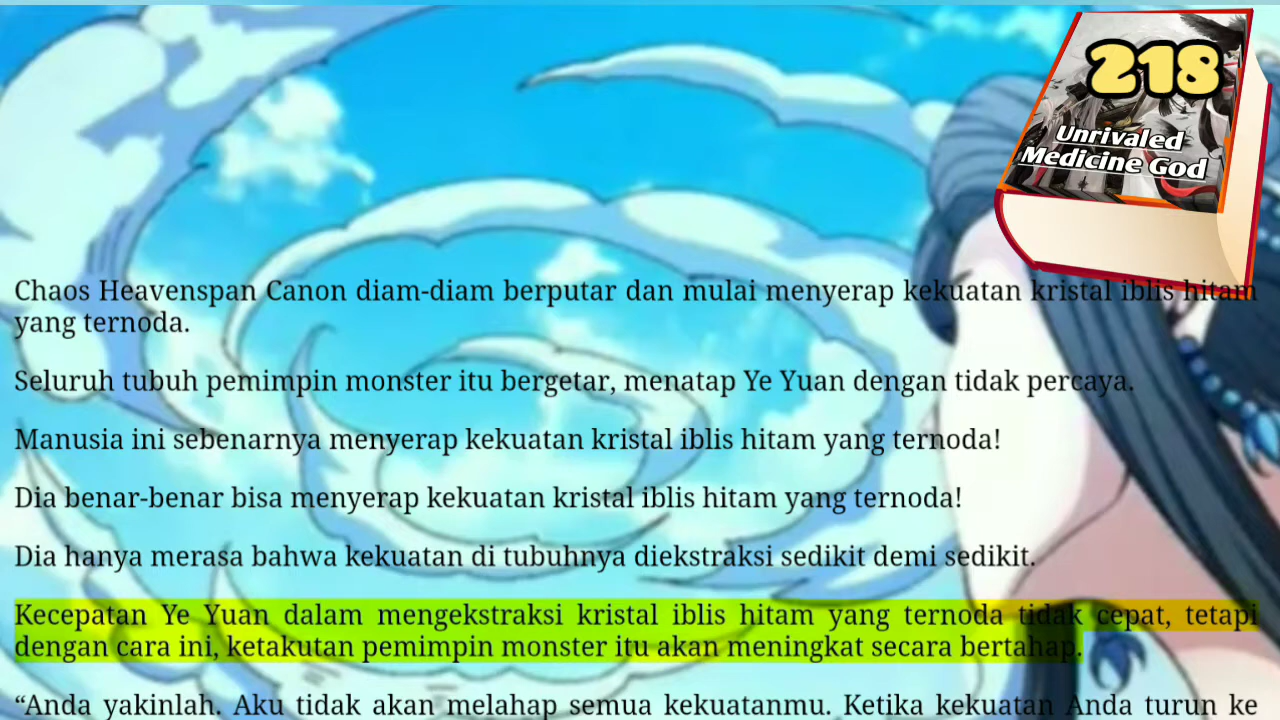 218
Unrivaled
Medicine God
Chaos Heavenspan Canon diam-diam berputar dan mulai menyerap kekuatan kristal iblis hitam
yang ternoda.
Seluruh tubuh pemimpin monster itu bergetar, menatap Ye Yuan dengan tidak percaya.
Manusia ini sebenarnya menyerap kekuatan kristal iblis hitam yang ternoda!
Dia benar-benar bisa menyerap kekuatan kristal iblis hitam yang ternoda!
Dia hanya merasa bahwa kekuatan di tubuhnya diekstraksi sedikit demi sedikit.
Kecepatan Ye Yuan dalam mengekstraksi kristal iblis hitam yang ternoda tidak cepat, tetapi
dengan cara ini, ketakutan pemimpin monster itu akan meningkat secara bertahap.
“Anda yakinlah. Aku tidak akan melahap semua kekuatanmu. Ketika kekuatan Anda turun ke